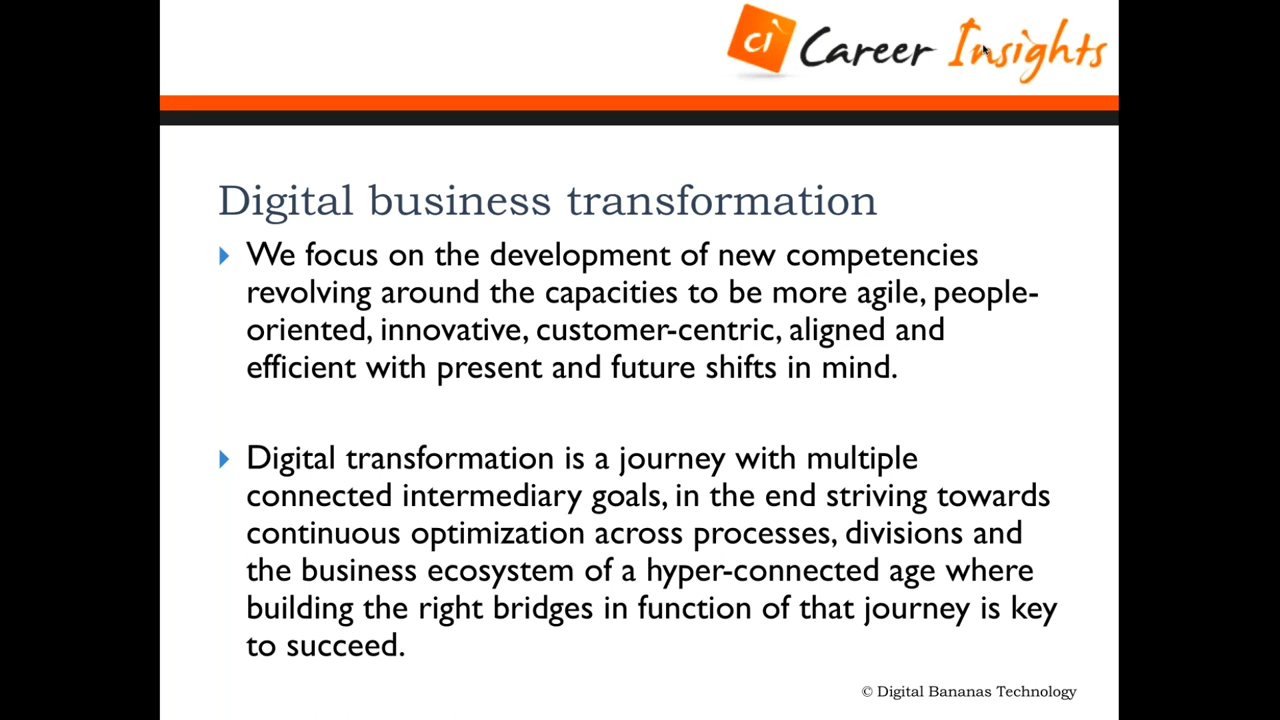 Ci Career Insights
Digital business transformation
We focus on the development of new competencies
revolving around the capacities to be more agile, people-
oriented, innovative, customer-centric, aligned and
efficient with present and future shifts in mind.
Digital transformation is a journey with multiple
connected intermediary goals, in the end striving towards
continuous optimization across processes, divisions and
the business ecosystem of a hyper-connected age where
building the right bridges in function of that journey is key
to succeed.
© Digital Bananas Technology